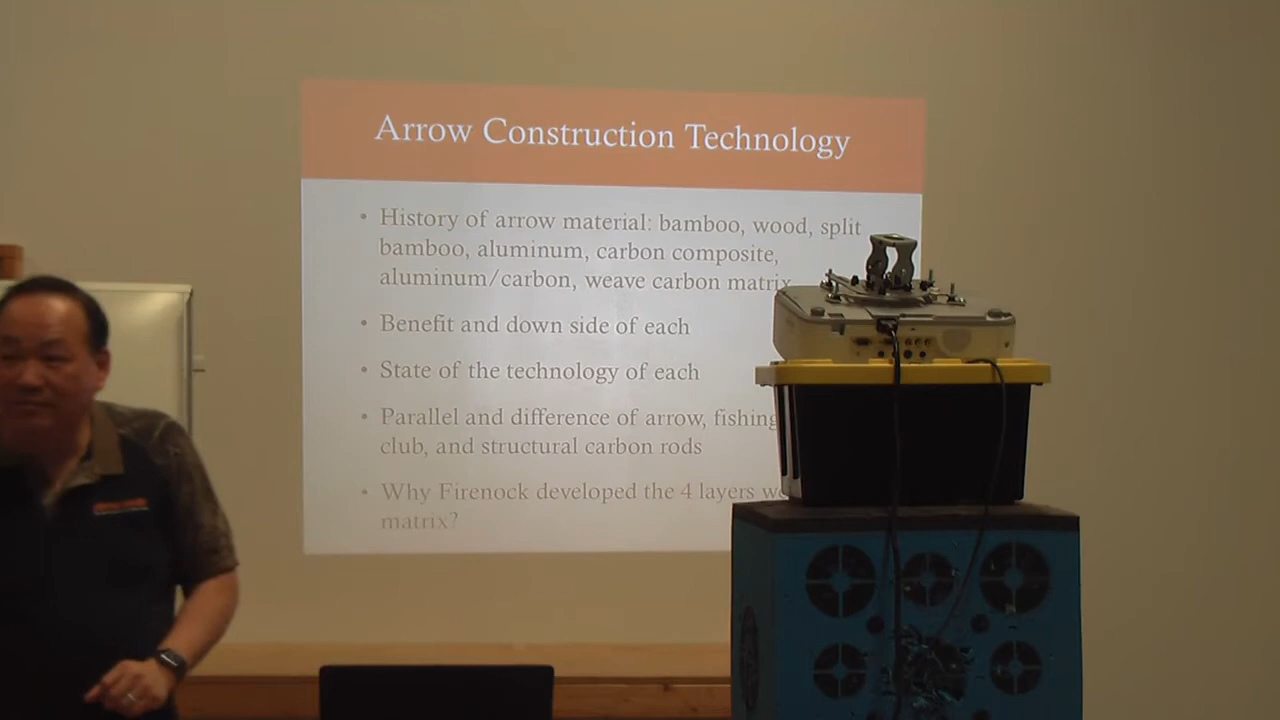 Arrow Construction Technology
• History of arrow material: bamboo, wood, split
bamboo, aluminum, carbon composite,
aluminum/carbon, weave carbon matrix
• Benefit and down side of each
• State of the technology of each
• Parallel and difference of arrow, fishing
club, and structural carbon rods
• Why Firenock developed the 4 layers
matrix?